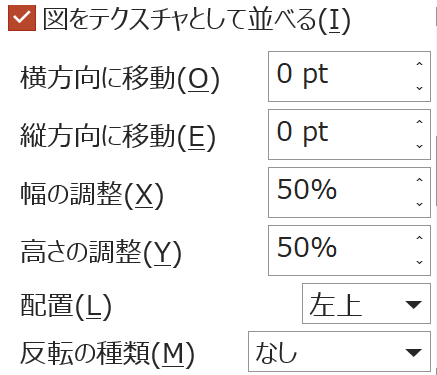 図をテクスチャとして並べる(I)
横方向に移動(O) 0 pt
縦方向に移動(E) 0 pt
幅の調整(X) 50%
高さの調整(Y) 50%
配置(L) 左上
反転の種類(M) なし